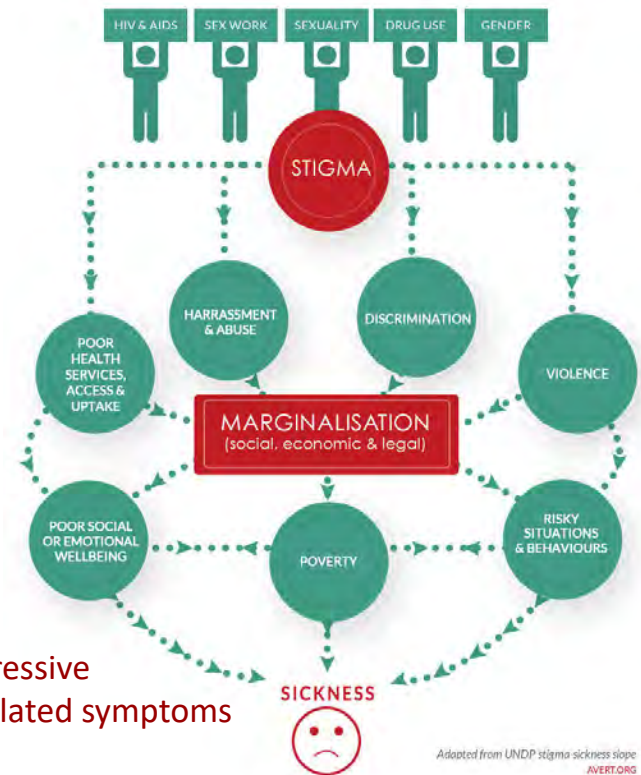 HIV & AIDS
SEX WORK
SEXUALITY
DRUG USE
GENDER
STIGMA
HARRASSMENT
& ABUSE
DISCRIMINATION
POOR
HEALTH
SERVICES,
ACCESS &
UPTAKE
VIOLENCE
MARGINALISATION
(social, economic & legal)
POOR SOCIAL
OR EMOTIONAL
WELLBEING
POVERTY
RISKY
SITUATIONS
& BEHAVIOURS
ressive
lated symptoms
SICKNESS
Adapted from UNDP stigma-sickness slope
AVERT.ORG